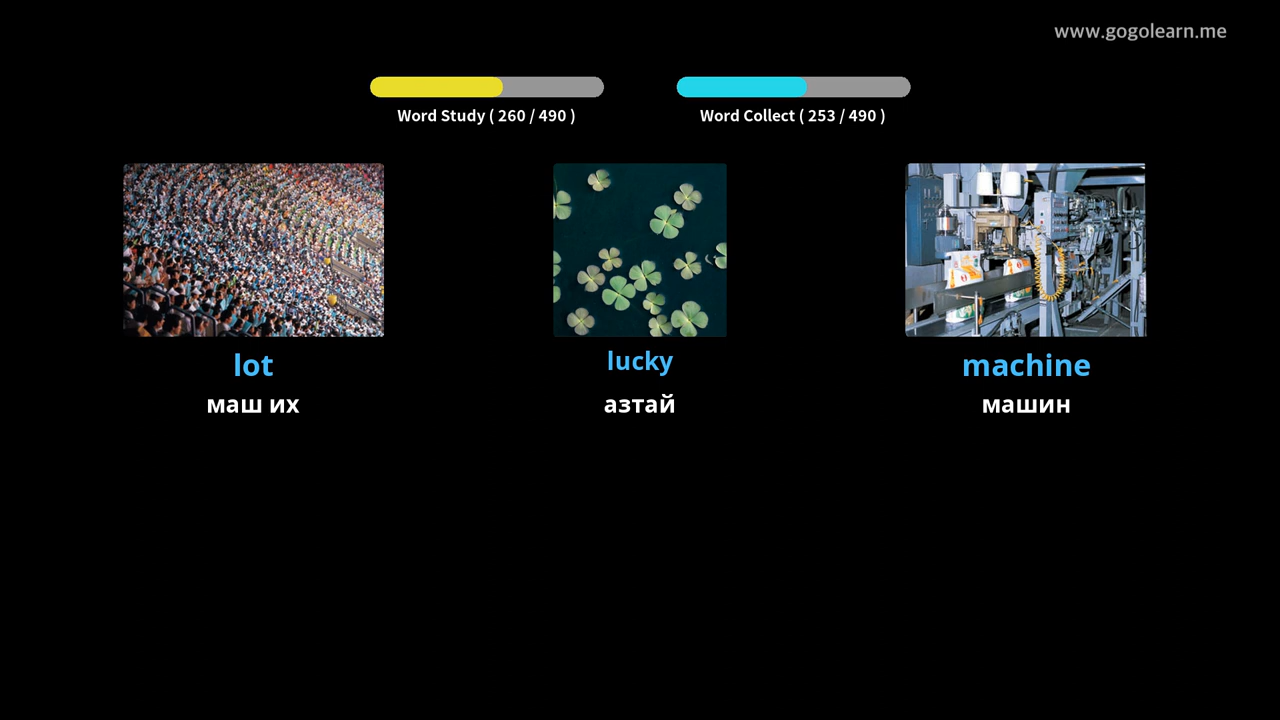 www.gogolearn.me
Word Study ( 260 / 490 )
Word Collect ( 253 / 490 )
lot
lucky
machine
маш их
азтай
машин